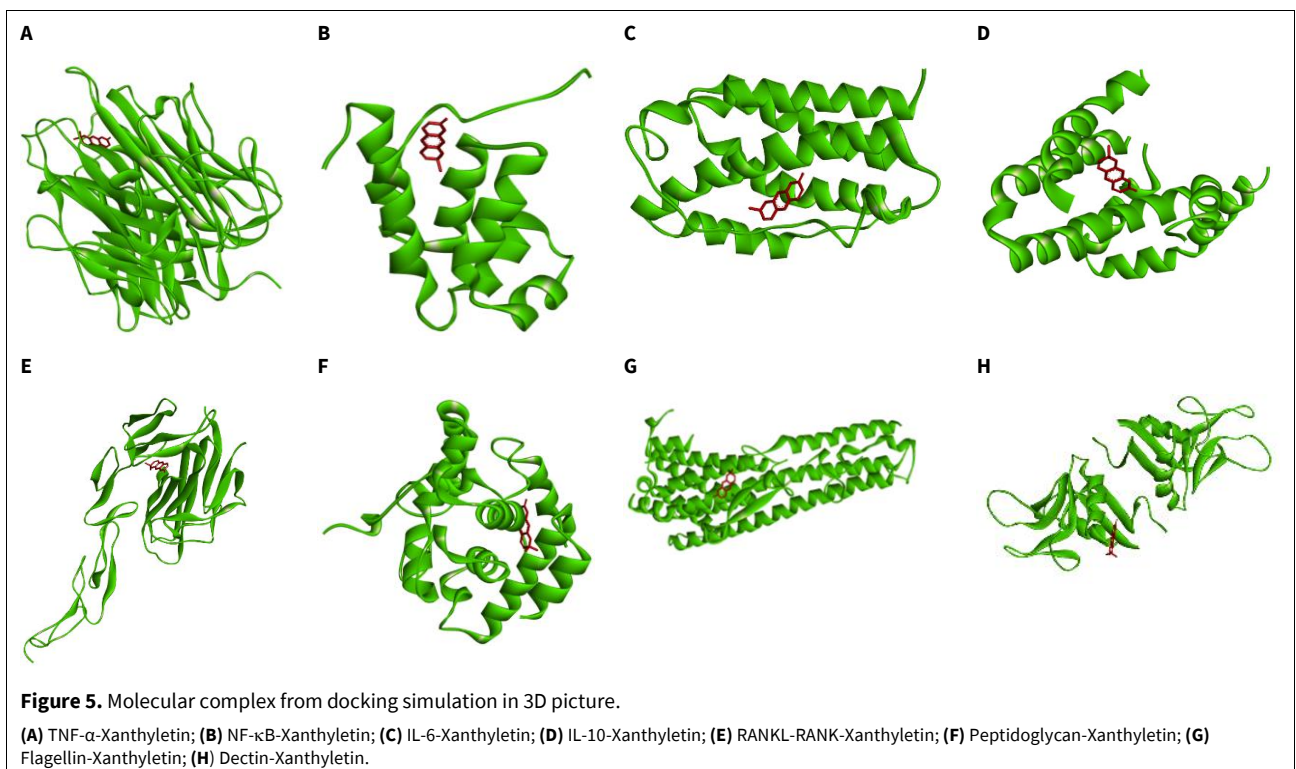 A
B
C
D
E
F
G
H
Figure 5. Molecular complex from docking simulation in 3D picture.
(A) TNF-α-Xanthyletin; (B) NF-κB-Xanthyletin; (C) IL-6-Xanthyletin; (D) IL-10-Xanthyletin; (E) RANKL-RANK-Xanthyletin; (F) Peptidoglycan-Xanthyletin; (G)
Flagellin-Xanthyletin; (H) Dectin-Xanthyletin.